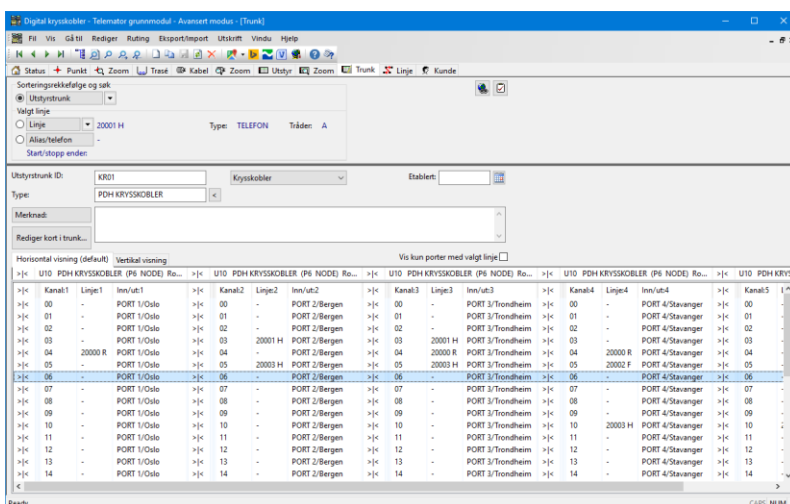 Digital krysskobler - Telemator grunnmodul - Avansert modus - [Trunk]
Fil Vis Gå til Rediger Ruting Eksport/Import Utskrift Vindu Hjelp
Status Punkt Zoom Trasé Kabel Zoom Utstyr Zoom Trunk Linje Kunde
Sorteringsrekkefølge og søk
Utstyrstrunk
Valgt linje
Linje 20001 H Type: TELEFON Tråder: A
Alias/telefon -
Start/stopp ender:
Utstyrstrunk ID: KR01 Krysskobler Etablert:
Type: PDH KRYSSKOBLER <
Merknad:
Rediger kort i trunk...
Horisontal visning (default) Vertikal visning Vis kun porter med valgt linje
>|< U10 PDH KRYSSKOBLER (P6 NODE) Ro... >|< U10 PDH KRYSSKOBLER (P6 NODE) Ro... >|< U10 PDH KRYSSKOBLER (P6 NODE) Ro... >|< U10 PDH KRYSSKOBLER (P6 NODE) Ro... >|< U10 PDH KRYS
>|< Kanal:1 Linje:1 Inn/ut:1 >|< Kanal:2 Linje:2 Inn/ut:2 >|< Kanal:3 Linje:3 Inn/ut:3 >|< Kanal:4 Linje:4 Inn/ut:4 >|< Kanal:5
>|< 00 - PORT 1/Oslo >|< 00 - PORT 2/Bergen >|< 00 - PORT 3/Trondheim >|< 00 - PORT 4/Stavanger >|< 00 -
>|< 01 - PORT 1/Oslo >|< 01 - PORT 2/Bergen >|< 01 - PORT 3/Trondheim >|< 01 - PORT 4/Stavanger >|< 01 -
>|< 02 - PORT 1/Oslo >|< 02 - PORT 2/Bergen >|< 02 - PORT 3/Trondheim >|< 02 - PORT 4/Stavanger >|< 02 -
>|< 03 - PORT 1/Oslo >|< 03 20001 H PORT 2/Bergen >|< 03 20001 H PORT 3/Trondheim >|< 03 - PORT 4/Stavanger >|< 03 -
>|< 04 20000 R PORT 1/Oslo >|< 04 - PORT 2/Bergen >|< 04 20000 R PORT 3/Trondheim >|< 04 20000 R PORT 4/Stavanger >|< 04 -
>|< 05 - PORT 1/Oslo >|< 05 20003 H PORT 2/Bergen >|< 05 20003 H PORT 3/Trondheim >|< 05 20002 F PORT 4/Stavanger >|< 05 -
>|< 06 - PORT 1/Oslo >|< 06 - PORT 2/Bergen >|< 06 - PORT 3/Trondheim >|< 06 - PORT 4/Stavanger >|< 06 -
>|< 07 - PORT 1/Oslo >|< 07 - PORT 2/Bergen >|< 07 - PORT 3/Trondheim >|< 07 - PORT 4/Stavanger >|< 07 -
>|< 08 - PORT 1/Oslo >|< 08 - PORT 2/Bergen >|< 08 - PORT 3/Trondheim >|< 08 - PORT 4/Stavanger >|< 08 -
>|< 09 - PORT 1/Oslo >|< 09 - PORT 2/Bergen >|< 09 - PORT 3/Trondheim >|< 09 - PORT 4/Stavanger >|< 09 -
>|< 10 - PORT 1/Oslo >|< 10 - PORT 2/Bergen >|< 10 - PORT 3/Trondheim >|< 10 20003 H PORT 4/Stavanger >|< 10
>|< 11 - PORT 1/Oslo >|< 11 - PORT 2/Bergen >|< 11 - PORT 3/Trondheim >|< 11 - PORT 4/Stavanger >|< 11 -
>|< 12 - PORT 1/Oslo >|< 12 - PORT 2/Bergen >|< 12 - PORT 3/Trondheim >|< 12 - PORT 4/Stavanger >|< 12 -
>|< 13 - PORT 1/Oslo >|< 13 - PORT 2/Bergen >|< 13 - PORT 3/Trondheim >|< 13 - PORT 4/Stavanger >|< 13 -
>|< 14 - PORT 1/Oslo >|< 14 - PORT 2/Bergen >|< 14 - PORT 3/Trondheim >|< 14 - PORT 4/Stavanger >|< 14 -
Ready CAPS NUM